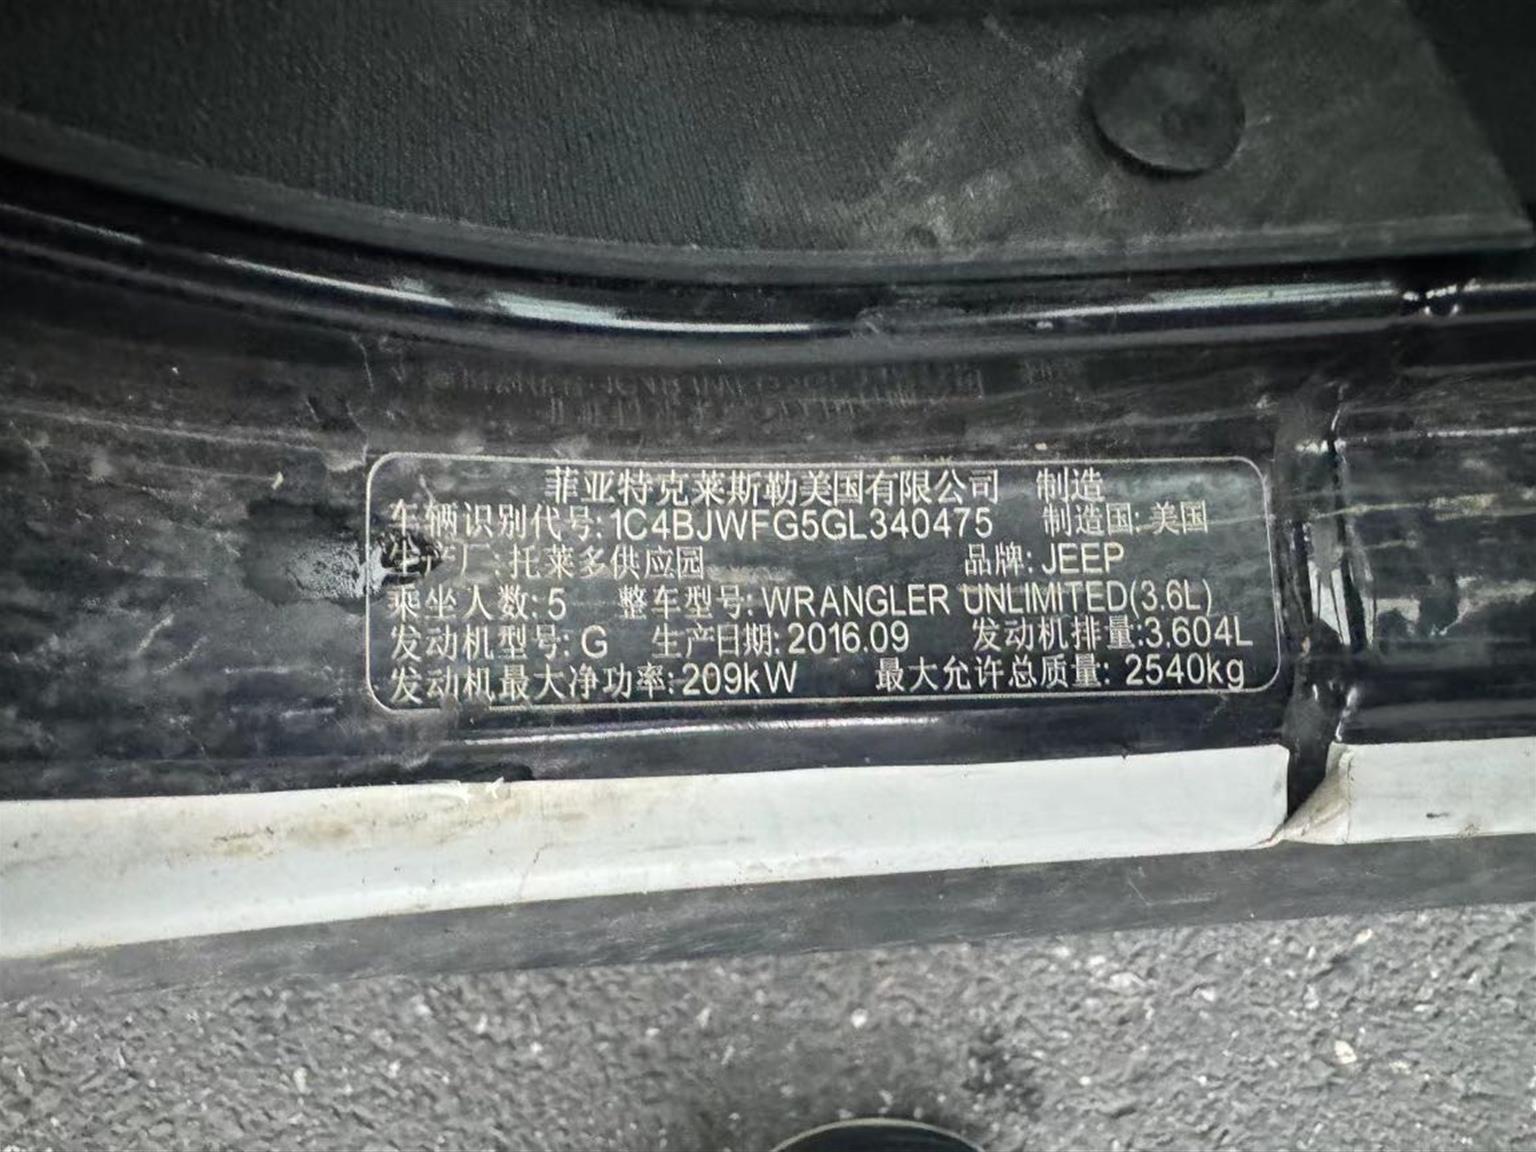 菲亚特克莱斯勒美国有限公司 制造
车辆识别代号:1C4BJWFG5GL340475 制造国:美国
生产厂:托莱多供应园 品牌:JEEP
乘坐人数:5 整车型号:WRANGLER UNLIMITED(3.6L)
发动机型号:G 生产日期:2016.09 发动机排量:3.604L
发动机最大净功率:209kW 最大允许总质量:2540kg